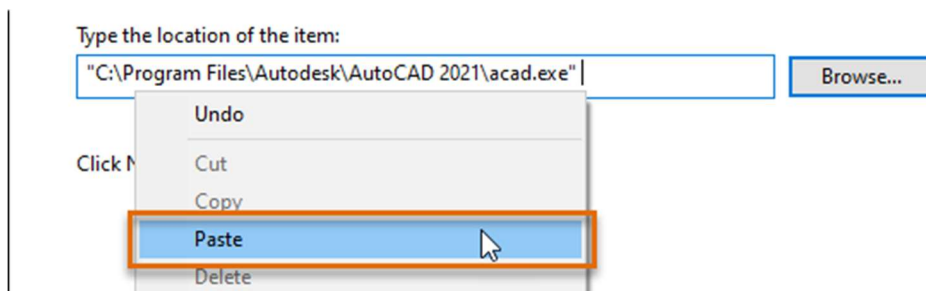 Type the location of the item:
"C:\Program Files\Autodesk\AutoCAD 2021\acad.exe"
Browse...
Undo
Click
Cut
Copy
Paste
Delete